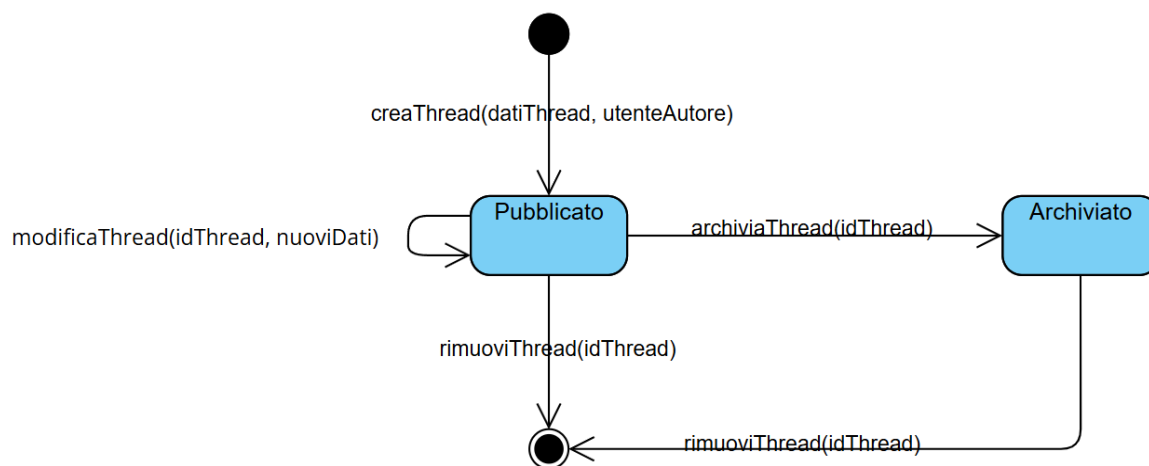 creaThread(datiThread, utenteAutore)
Pubblicato
Archiviato
modificaThread(idThread, nuoviDati)
archiviaThread(idThread)
rimuoviThread(idThread)
rimuoviThread(idThread)